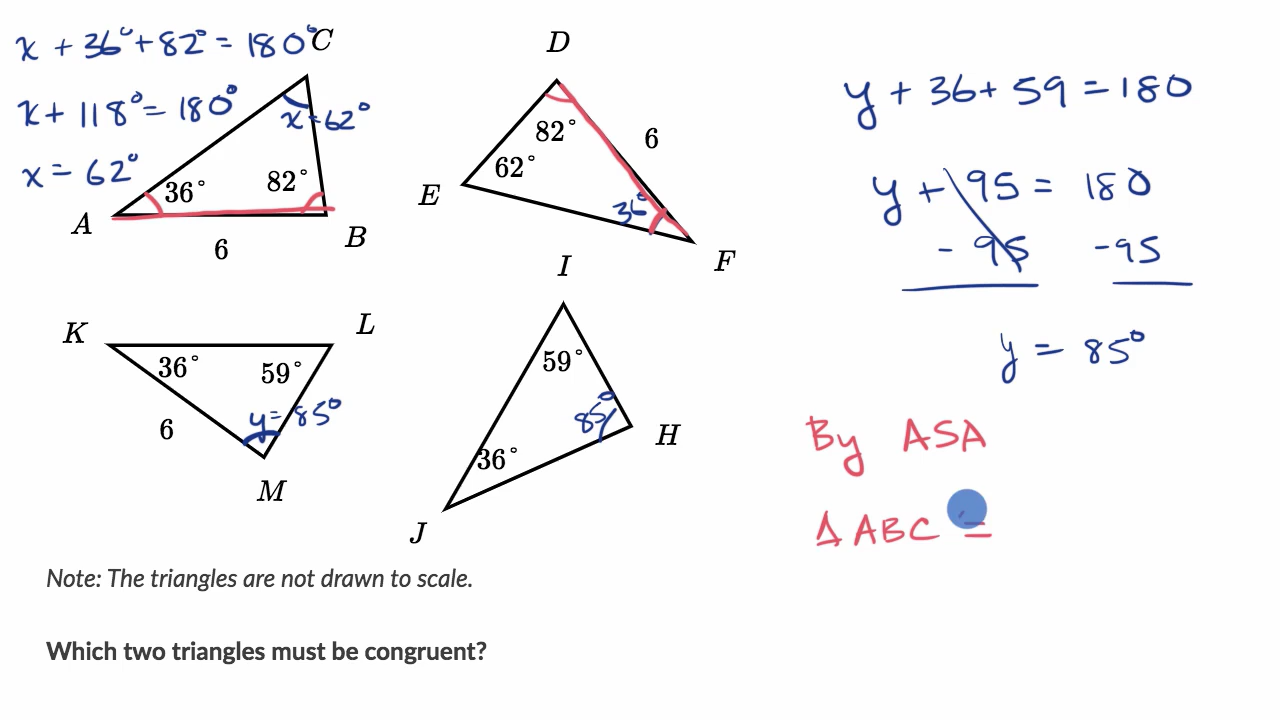 x + 36° + 82° = 180°
x + 118° = 180°
x = 62°
C
x = 62°
36°
82°
A
B
6
D
82°
6
62°
E
36°
F
K
L
36°
59°
y = 85°
6
M
I
59°
85°
H
36°
J
y + 36 + 59 = 180
y + 95 = 180
- 95 -95
y = 85°
By ASA
△ ABC ≅
Note: The triangles are not drawn to scale.
Which two triangles must be congruent?